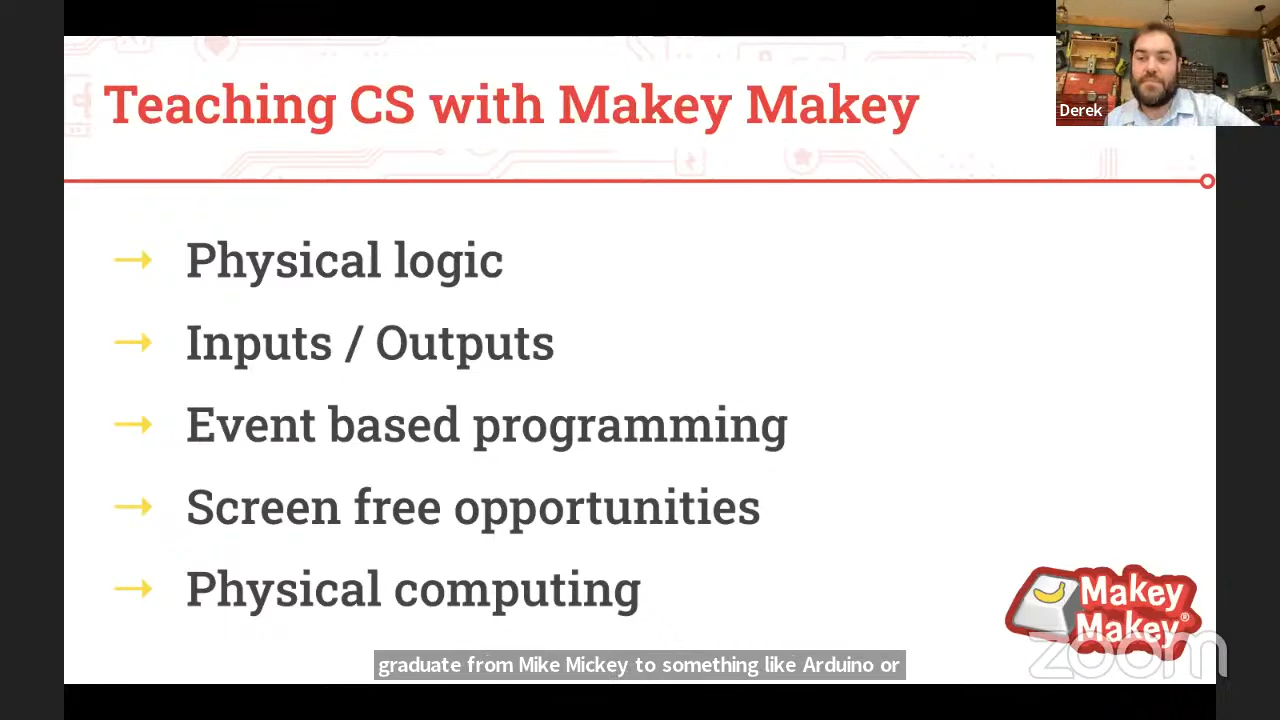 Teaching CS with Makey Makey
Derek
→ Physical logic
→ Inputs / Outputs
→ Event based programming
→ Screen free opportunities
→ Physical computing
Makey
Makey®
zoom
graduate from Mike Mickey to something like Arduino or